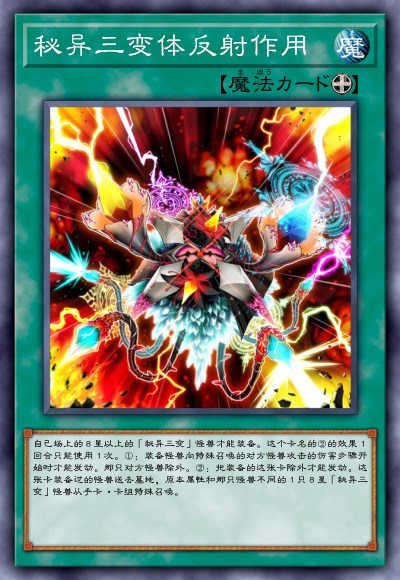 秘异三变体反射作用
魔
【魔法カード】
ま ほう
自己场上的8星以上的「秘异三变」怪兽才能装备。这个卡名的②的效果1
回合只能使用1次。①：装备怪兽向特殊召唤的对方怪兽攻击的伤害步骤开
始时才能发动。那只对方怪兽除外。②：把装备的这张卡除外才能发动。这
张卡装备过的怪兽送去墓地。原本属性和那只怪兽不同的1只8星「秘异三
变」怪兽从手卡·卡组特殊召唤。